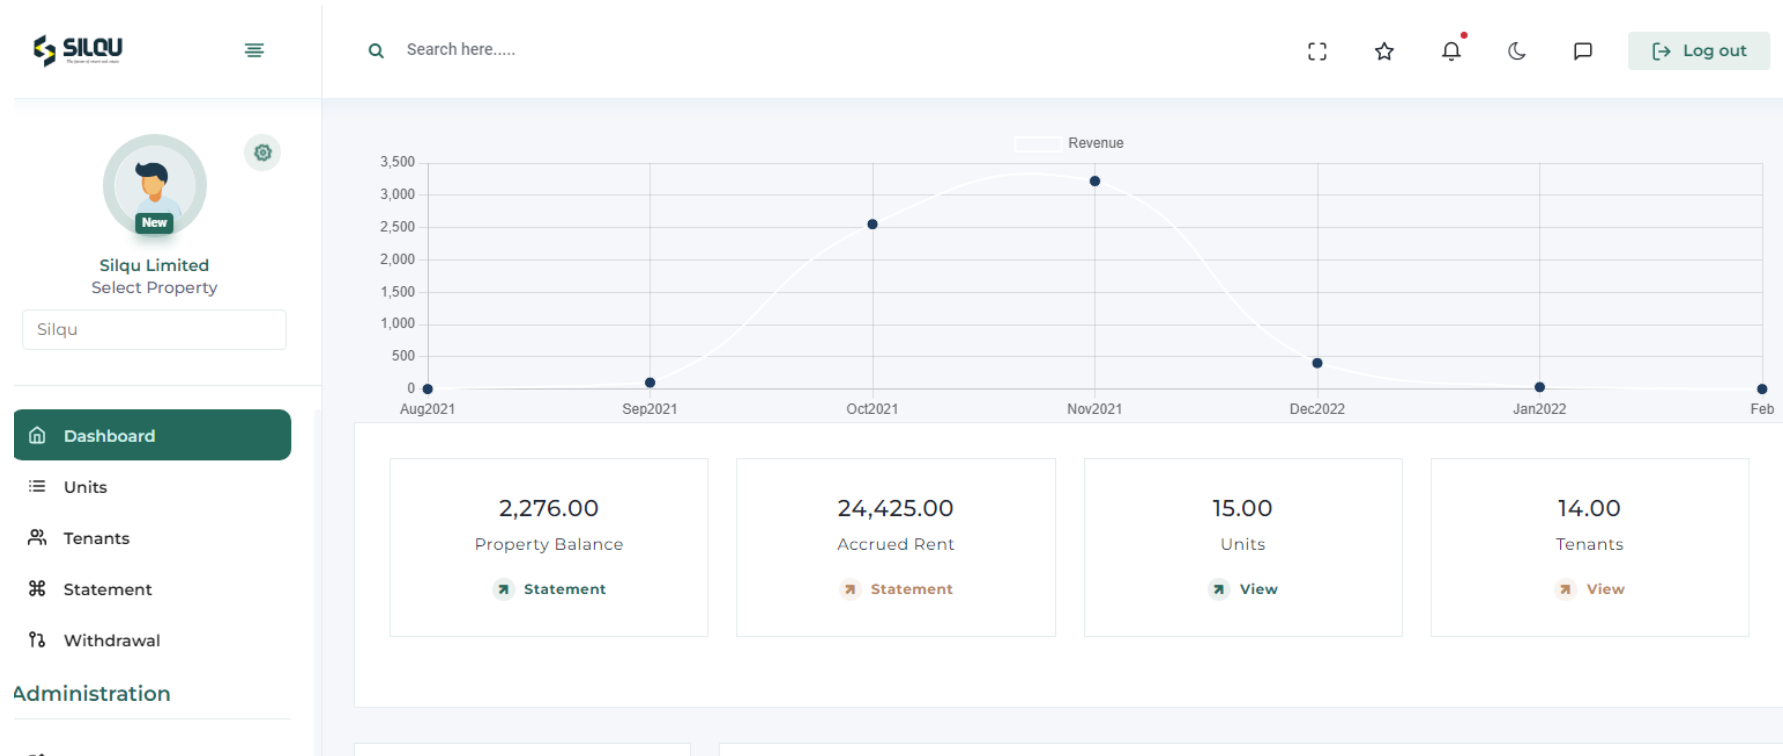 SILQU
Search here.....
Log out
New
Silqu Limited
Select Property
Silqu
Dashboard
Units
Tenants
Statement
Withdrawal
Administration
Revenue
3,500
3,000
2,500
2,000
1,500
1,000
500
0
Aug2021 Sep2021 Oct2021 Nov2021 Dec2022 Jan2022 Feb
2,276.00
Property Balance
Statement
24,425.00
Accrued Rent
Statement
15.00
Units
View
14.00
Tenants
View